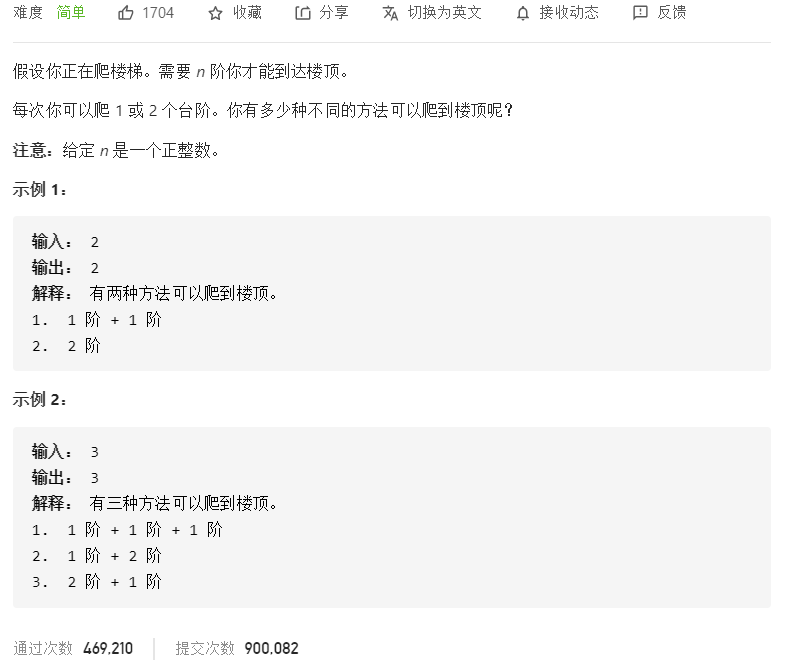 难度 简单 1704 收藏 分享 切换为英文 接收动态 反馈
假设你正在爬楼梯。需要 n 阶你才能到达楼顶。
每次你可以爬 1 或 2 个台阶。你有多少种不同的方法可以爬到楼顶呢?
注意：给定 n 是一个正整数。
示例 1：
输入： 2
输出： 2
解释： 有两种方法可以爬到楼顶。
1. 1 阶 + 1 阶
2. 2 阶
示例 2：
输入： 3
输出： 3
解释： 有三种方法可以爬到楼顶。
1. 1 阶 + 1 阶 + 1 阶
2. 1 阶 + 2 阶
3. 2 阶 + 1 阶
通过次数 469,210 提交次数 900,082